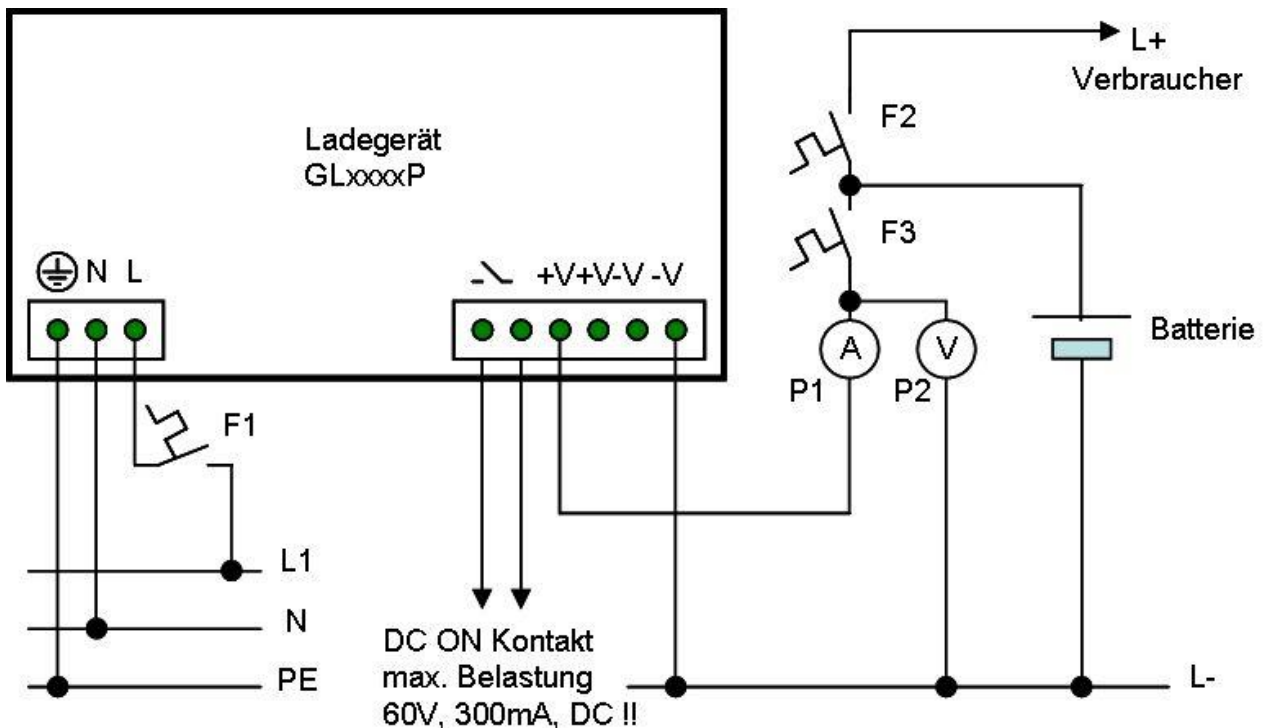 L+
Verbraucher
F2
Ladegerät
GLxxxxP
F3
N L
+V+V-V -V
Batterie
A
V
P1
P2
F1
L1
N
DC ON Kontakt
max. Belastung
60V, 300mA, DC !!
PE
L-